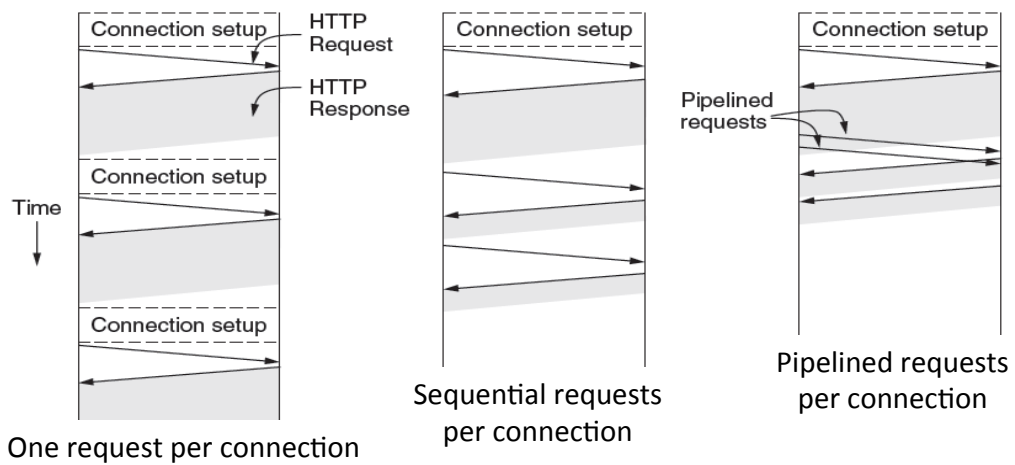 Connection setup
HTTP
Request
HTTP
Response
Connection setup
Time
Connection setup
One request per connection
Connection setup
Sequential requests
per connection
Connection setup
Pipelined
requests
Pipelined requests
per connection